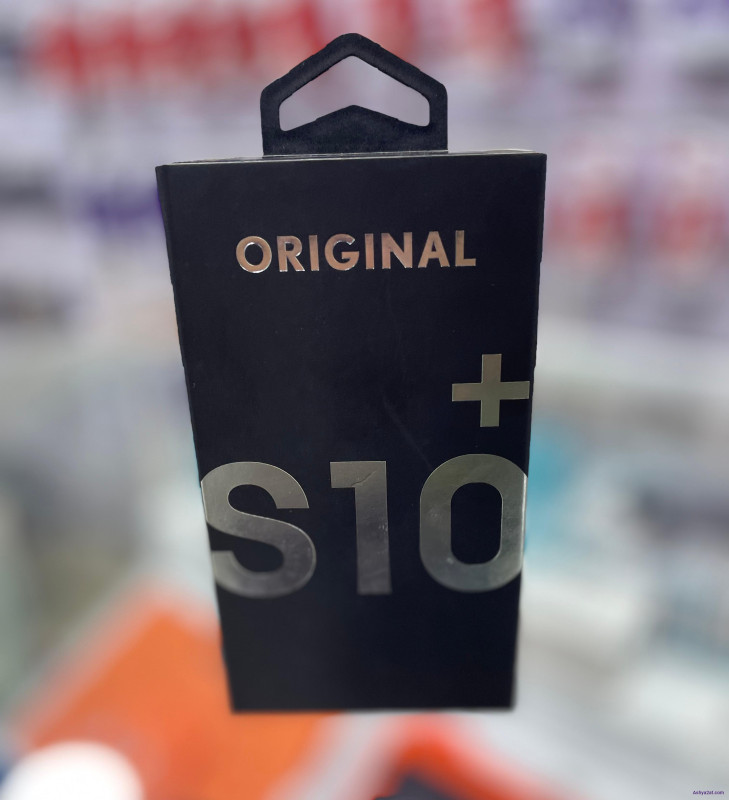 ORIGINAL
+
S10